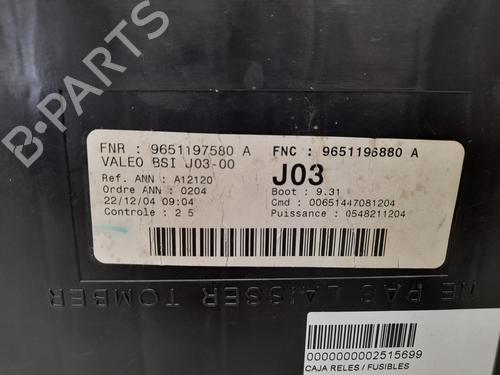 B-PARTS
FNR : 9651197580 A
FNC : 9651196880 A
VALEO BSI J03-00
J03
Ref. ANN : A12120
Boot : 9.31
Ordre ANN : 0204
Cmd : 00651447081204
22/12/04 09:04
Puissance : 0548211204
Controle : 2 5
NE PAS LAISSER TOMBER
0000000002515699
CAJA RELES / FUSIBLES